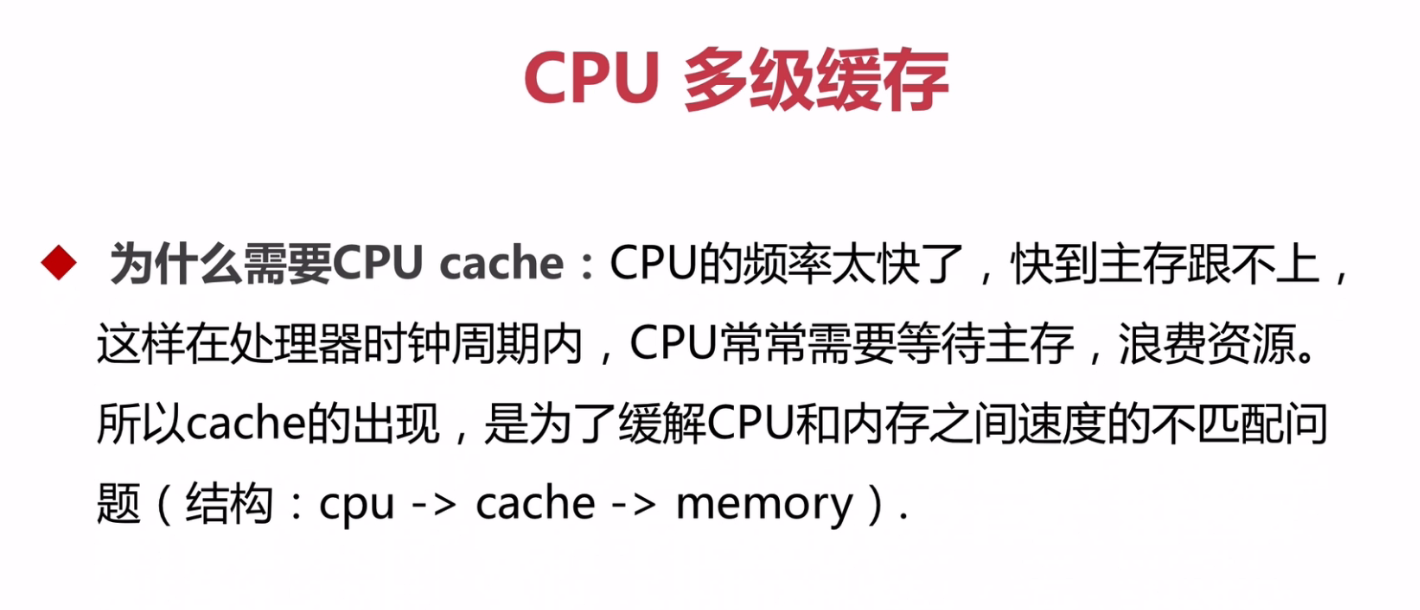 CPU 多级缓存
为什么需要CPU cache：CPU的频率太快了，快到主存跟不上，
这样在处理器时钟周期内，CPU常常需要等待主存，浪费资源。
所以cache的出现，是为了缓解CPU和内存之间速度的不匹配问
题（结构：cpu -> cache -> memory）.